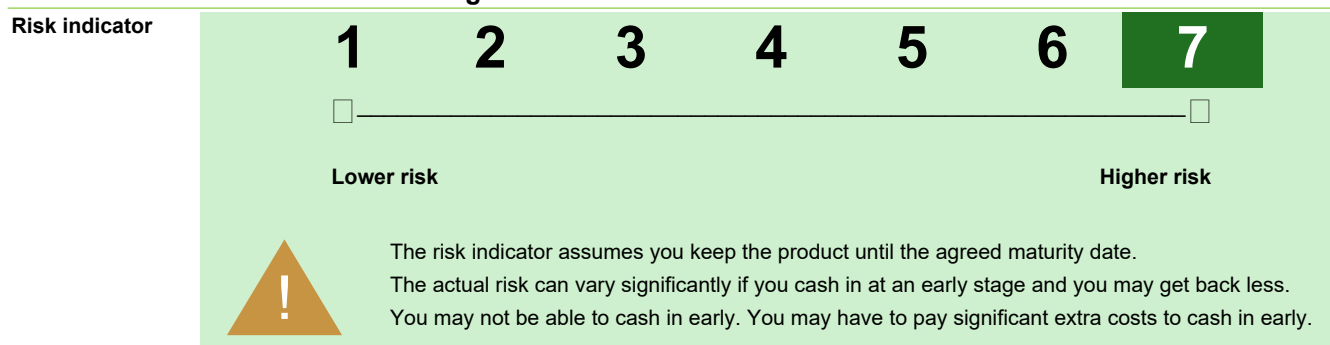 Risk indicator
1 2 3 4 5 6 7
Lower risk Higher risk
!
The risk indicator assumes you keep the product until the agreed maturity date.
The actual risk can vary significantly if you cash in at an early stage and you may get back less.
You may not be able to cash in early. You may have to pay significant extra costs to cash in early.